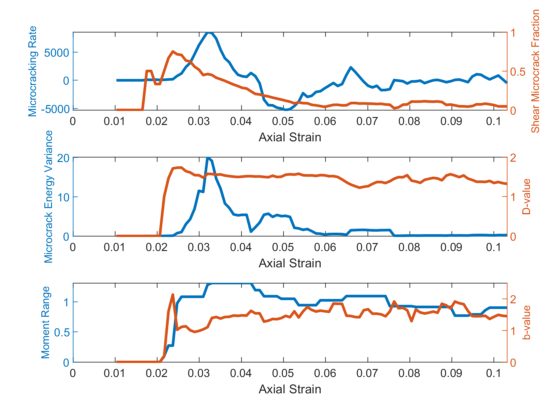 Microcracking Rate
5000
0
-5000
1
0.5
0
Shear Microcrack Fraction
0 0.01 0.02 0.03 0.04 0.05 0.06 0.07 0.08 0.09 0.1
Axial Strain
Microcrack Energy Variance
20
10
0
2
1
0
D-value
0 0.01 0.02 0.03 0.04 0.05 0.06 0.07 0.08 0.09 0.1
Axial Strain
Moment Range
1
0.5
0
2
1
0
b-value
0 0.01 0.02 0.03 0.04 0.05 0.06 0.07 0.08 0.09 0.1
Axial Strain